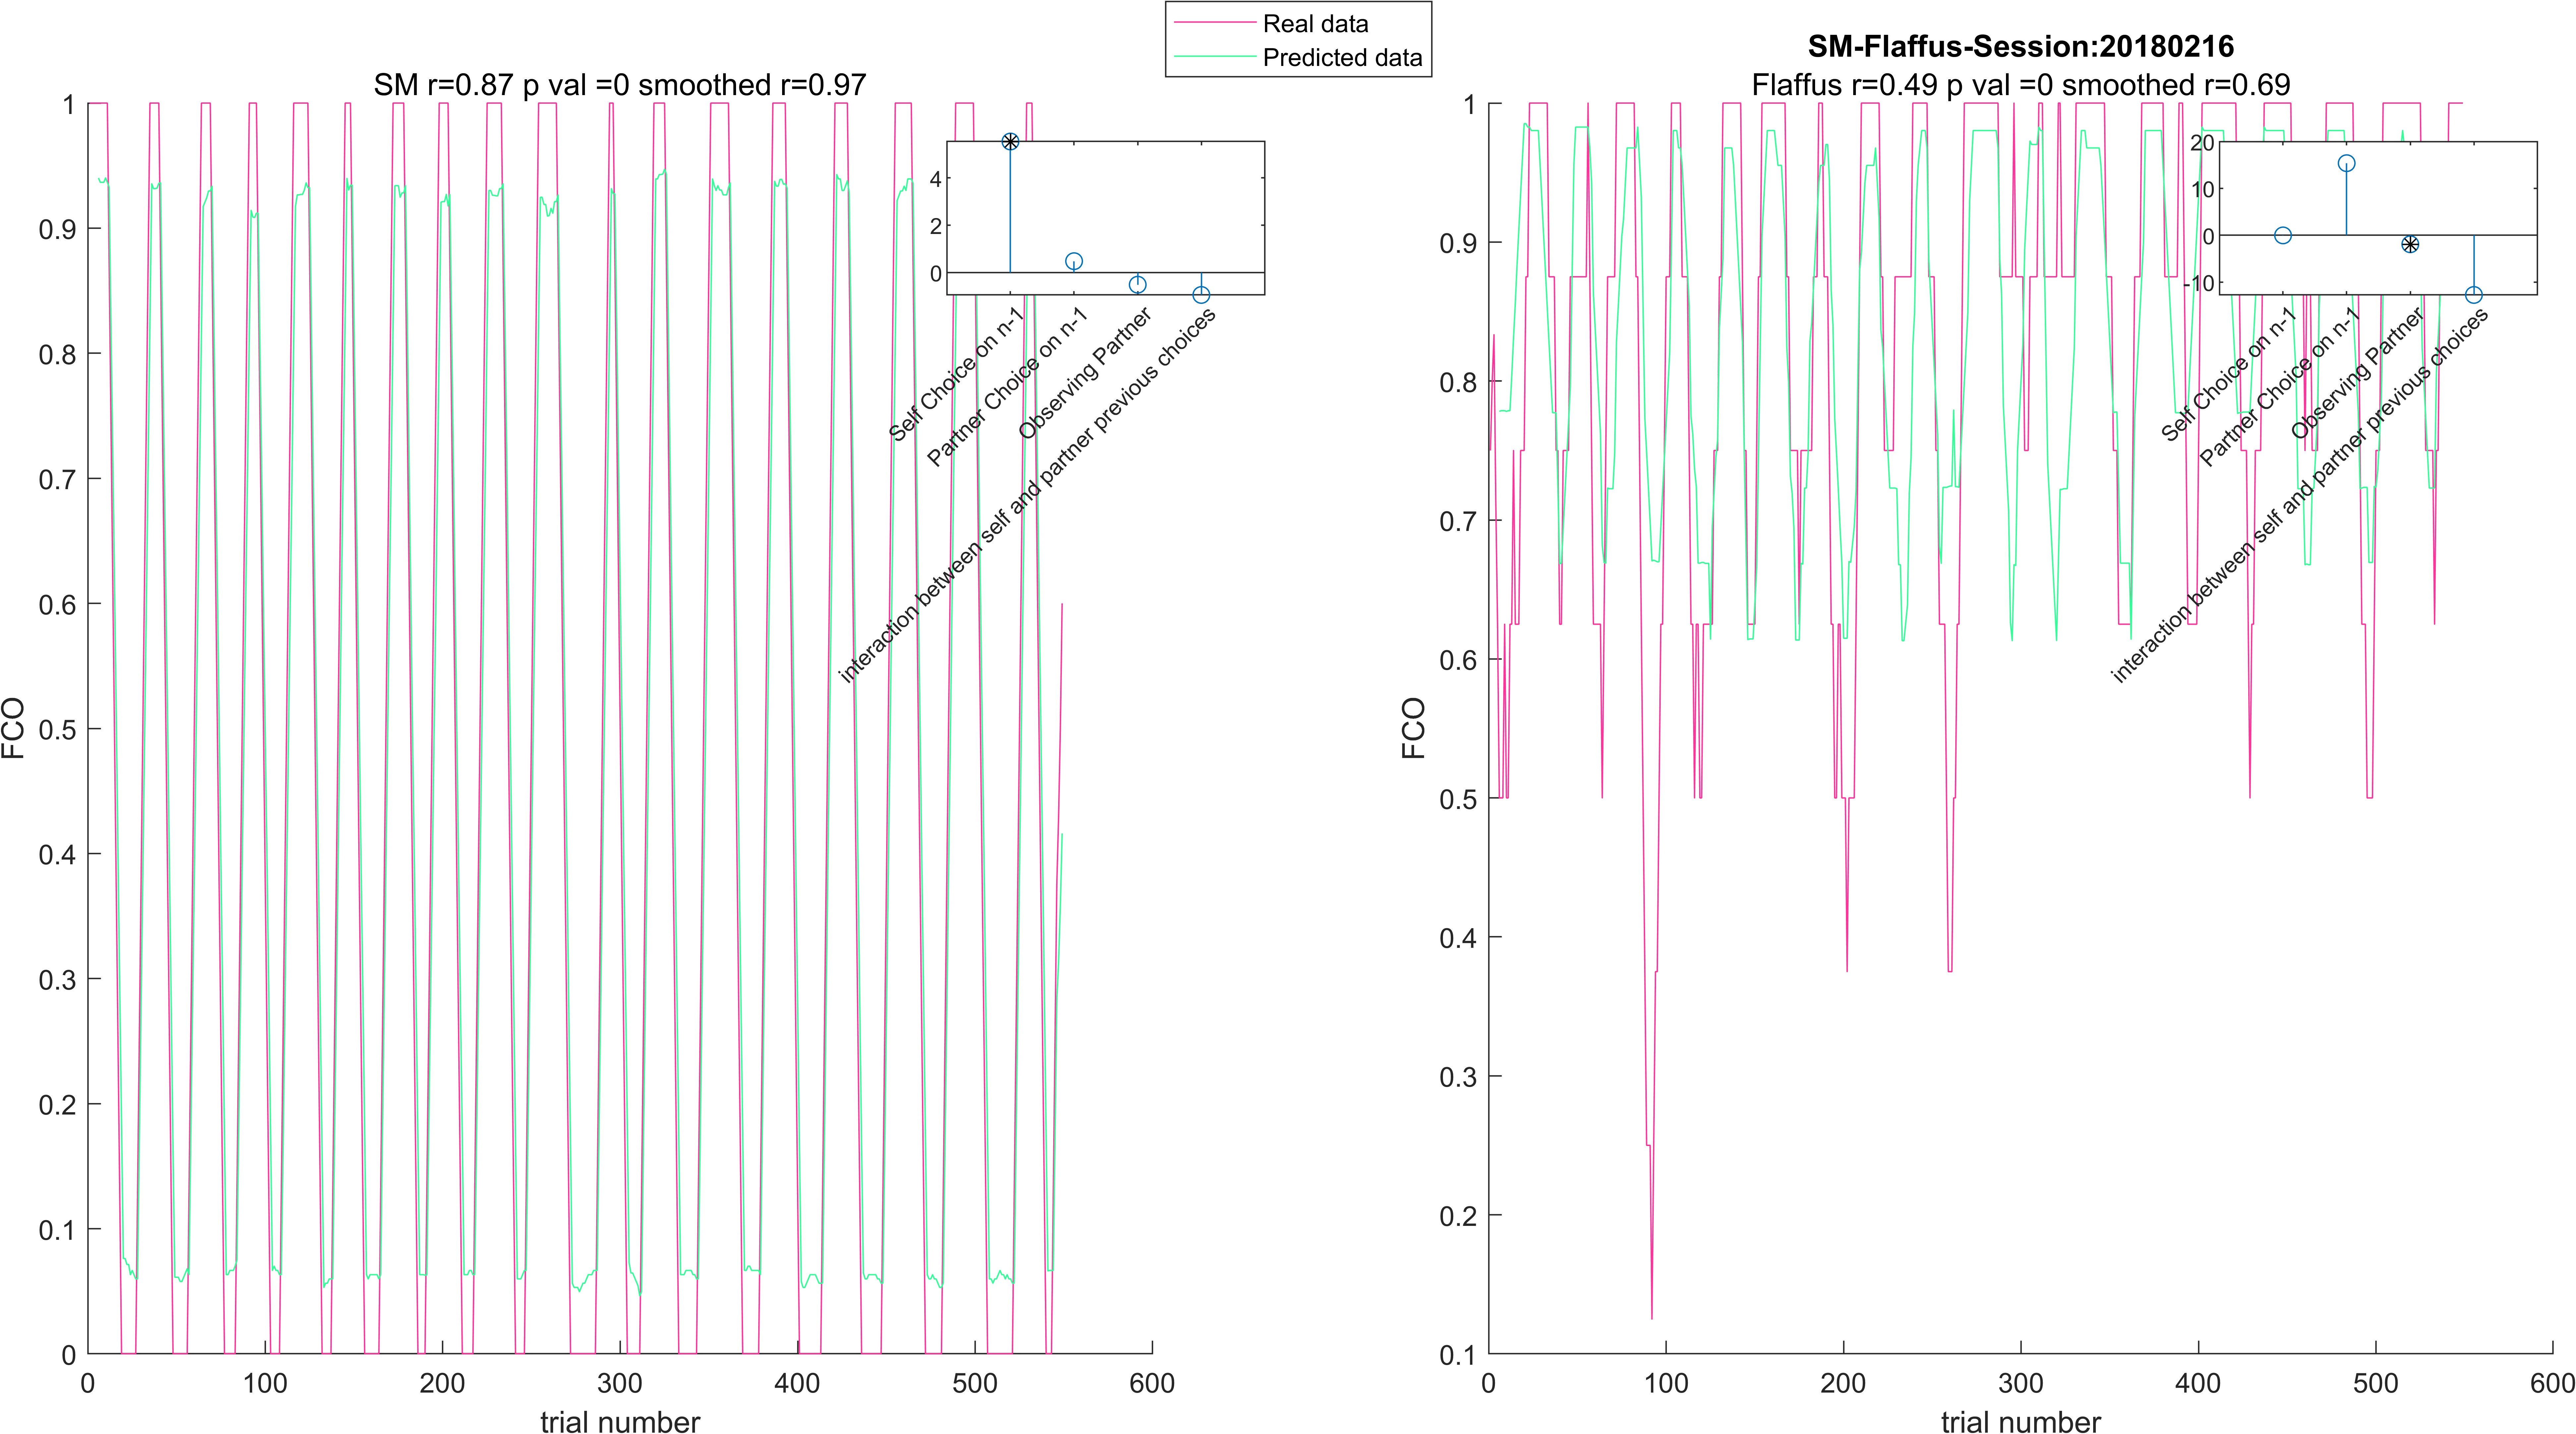 Real data
Predicted data
SM r=0.87 p val =0 smoothed r=0.97
1
0.9
0.8
0.7
0.6
0.5
0.4
0.3
0.2
0.1
0
FCO
0
100
200
300
400
500
600
trial number
4
2
0
Self Choice on n-1
Partner Choice on n-1
Observing Partner
interaction between self and partner previous choices
SM-Flaffus-Session:20180216
Flaffus r=0.49 p val =0 smoothed r=0.69
1
0.9
0.8
0.7
0.6
0.5
0.4
0.3
0.2
0.1
FCO
0
100
200
300
400
500
600
trial number
20
10
0
-10
Self Choice on n-1
Partner Choice on n-1
Observing Partner
interaction between self and partner previous choices